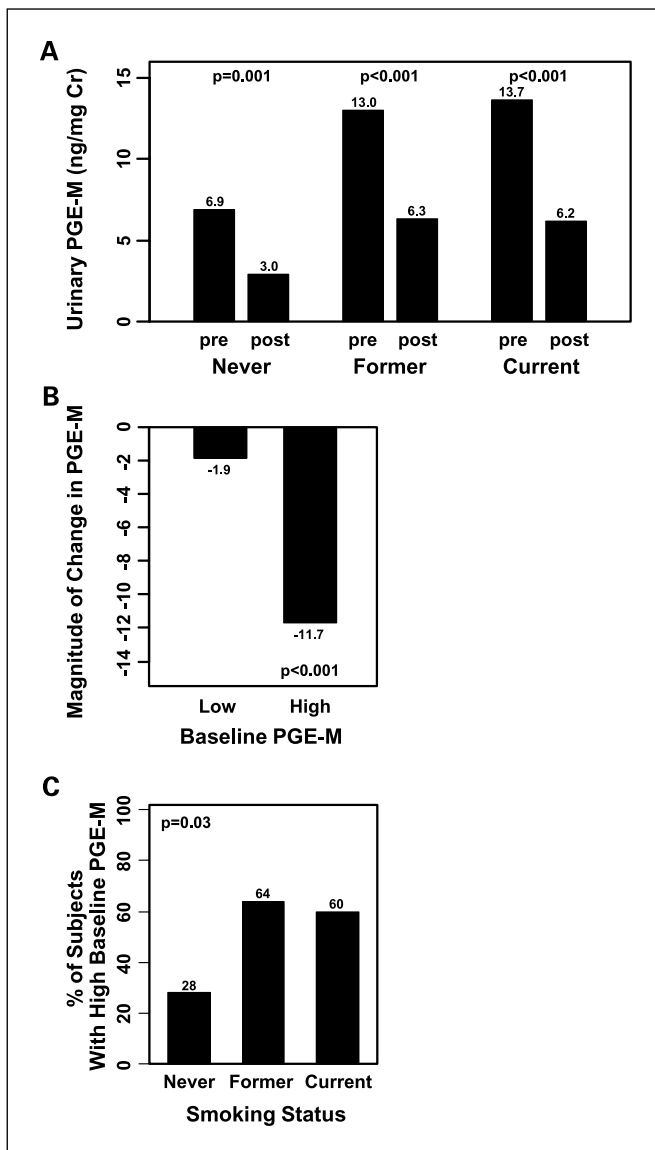 A
Urinary PGE-M (ng/mg Cr)
15
10
5
0
p=0.001 p<0.001 p<0.001
6.9 3.0 13.0 6.3 13.7 6.2
pre post pre post pre post
Never Former Current
B
Magnitude of Change in PGE-M
0
-2
-4
-6
-8
-10
-12
-14
-1.9
-11.7
p<0.001
Low High
Baseline PGE-M
C
% of Subjects
With High Baseline PGE-M
100
80
60
40
20
0
p=0.03
28 64 60
Never Former Current
Smoking Status